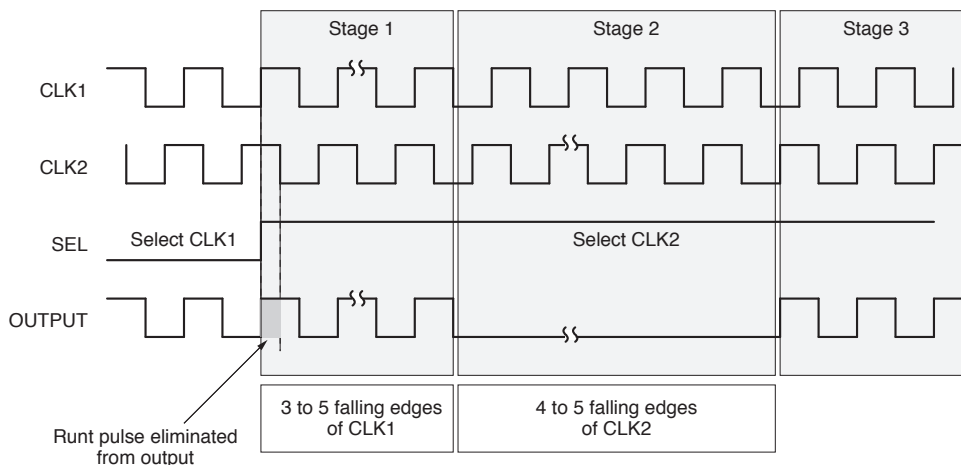 Stage 1
Stage 2
Stage 3
CLK1
CLK2
SEL
Select CLK1
Select CLK2
OUTPUT
3 to 5 falling edges
of CLK1
4 to 5 falling edges
of CLK2
Runt pulse eliminated
from output